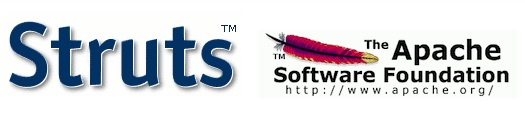 Struts™
™
The Apache
Software Foundation
http://www.apache.org/